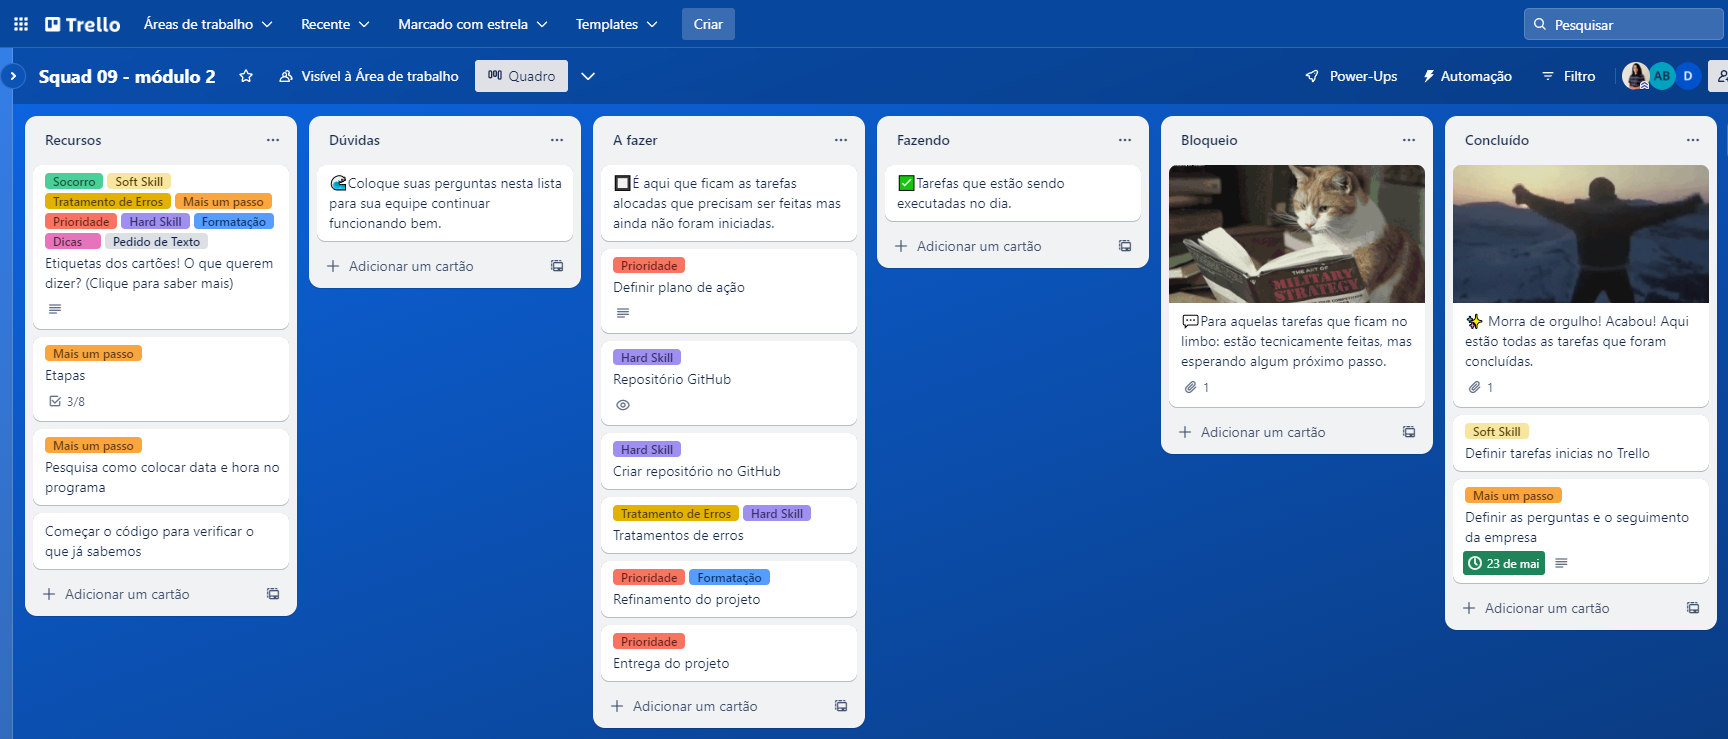 Trello
Áreas de trabalho
Recente
Marcado com estrela
Templates
Criar
Pesquisar
Squad 09 - módulo 2
Visível à Área de trabalho
Quadro
Power-Ups
Automação
Filtro
AB
D
Recursos
Socorro
Soft Skill
Tratamento de Erros
Mais um passo
Prioridade
Hard Skill
Formatação
Dicas
Pedido de Texto
Etiquetas dos cartões! O que querem
dizer? (Clique para saber mais)
Mais um passo
Etapas
3/8
Mais um passo
Pesquisa como colocar data e hora no
programa
Começar o código para verificar o
que já sabemos
Adicionar um cartão
Dúvidas
🌊Coloque suas perguntas nesta lista
para sua equipe continuar
funcionando bem.
Adicionar um cartão
A fazer
🔲É aqui que ficam as tarefas
alocadas que precisam ser feitas mas
ainda não foram iniciadas.
Prioridade
Definir plano de ação
Hard Skill
Repositório GitHub
Hard Skill
Criar repositório no GitHub
Tratamento de Erros
Hard Skill
Tratamentos de erros
Prioridade
Formatação
Refinamento do projeto
Prioridade
Entrega do projeto
Adicionar um cartão
Fazendo
✅Tarefas que estão sendo
executadas no dia.
Adicionar um cartão
Bloqueio
THE ART OF
MILITARY
STRATEGY
💬Para aquelas tarefas que ficam no
limbo: estão tecnicamente feitas, mas
esperando algum próximo passo.
1
Adicionar um cartão
Concluído
✨ Morra de orgulho! Acabou! Aqui
estão todas as tarefas que foram
concluídas.
1
Soft Skill
Definir tarefas inicias no Trello
Mais um passo
Definir as perguntas e o seguimento
da empresa
23 de mai
Adicionar um cartão